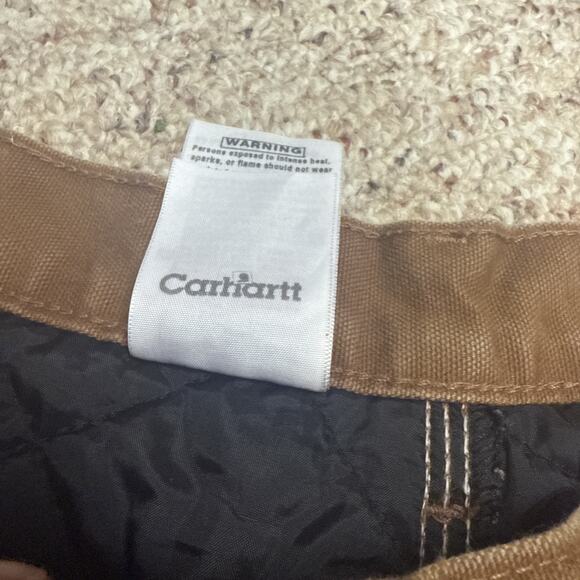 WARNING
Persons exposed to intense heat,
sparks, or flame should not wear
Carhartt